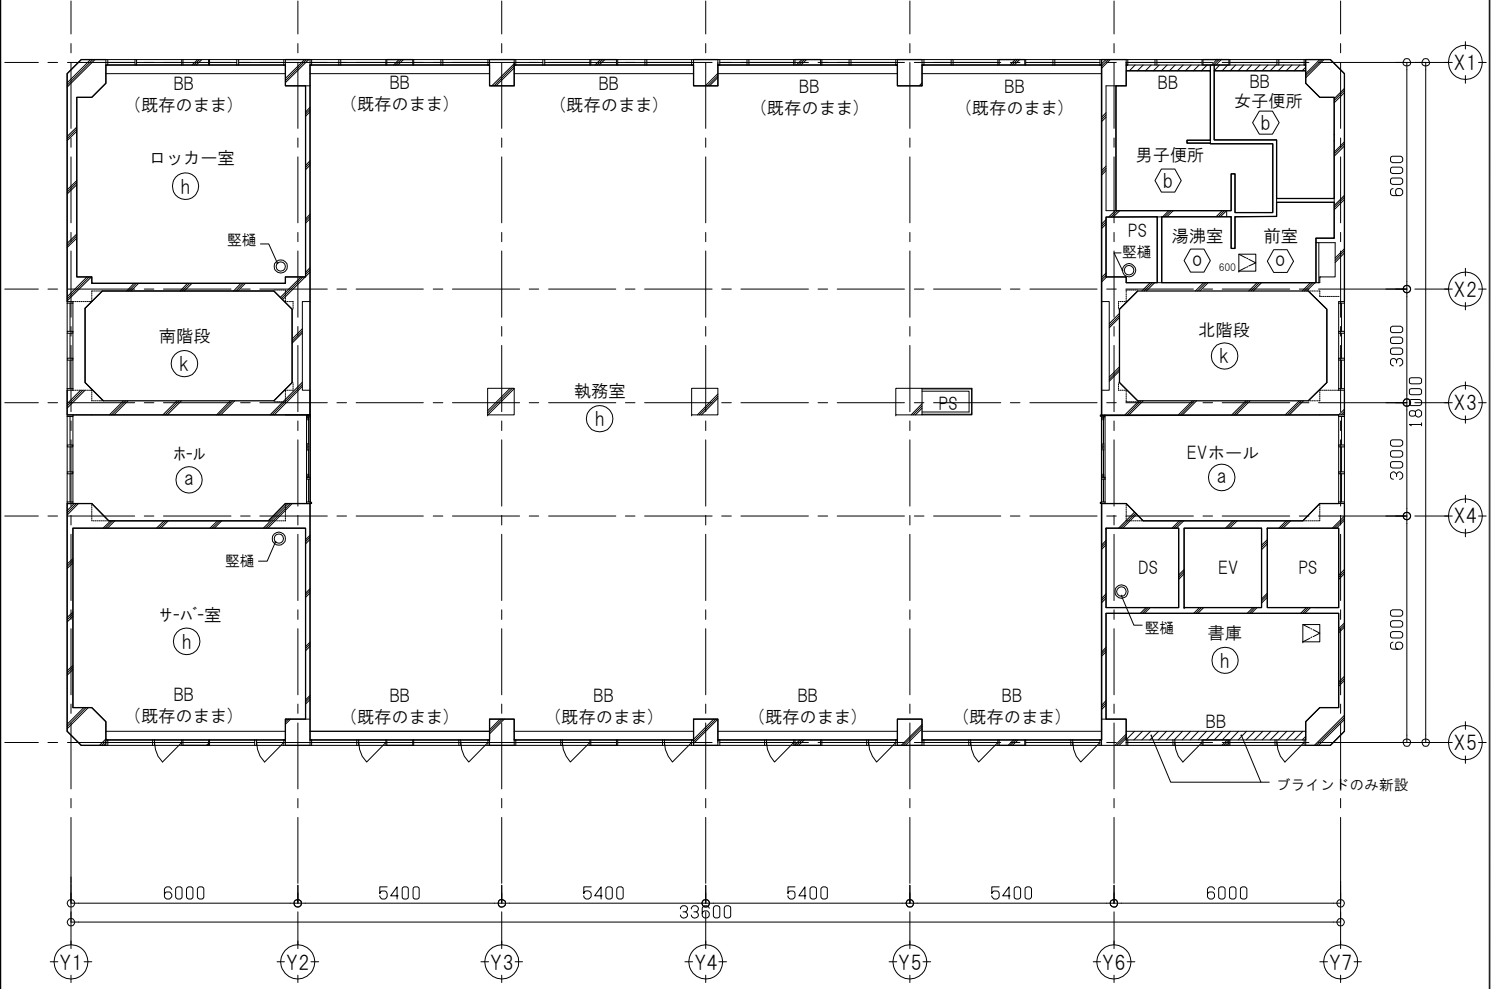 X1
BB
(既存のまま)
BB
(既存のまま)
BB
(既存のまま)
BB
(既存のまま)
BB
(既存のまま)
BB
BB
女子便所
b
ロッカー室
h
男子便所
b
6000
竪樋
PS
竪樋
湯沸室
o
600
前室
o
X2
南階段
k
北階段
k
3000
執務室
h
PS
X3
18000
ホール
a
EVホール
a
3000
X4
竪樋
DS
EV
PS
サーバー室
h
竪樋
書庫
h
6000
BB
(既存のまま)
BB
(既存のまま)
BB
(既存のまま)
BB
(既存のまま)
BB
(既存のまま)
BB
X5
ブラインドのみ新設
6000
5400
5400
5400
5400
6000
33600
Y1
Y2
Y3
Y4
Y5
Y6
Y7